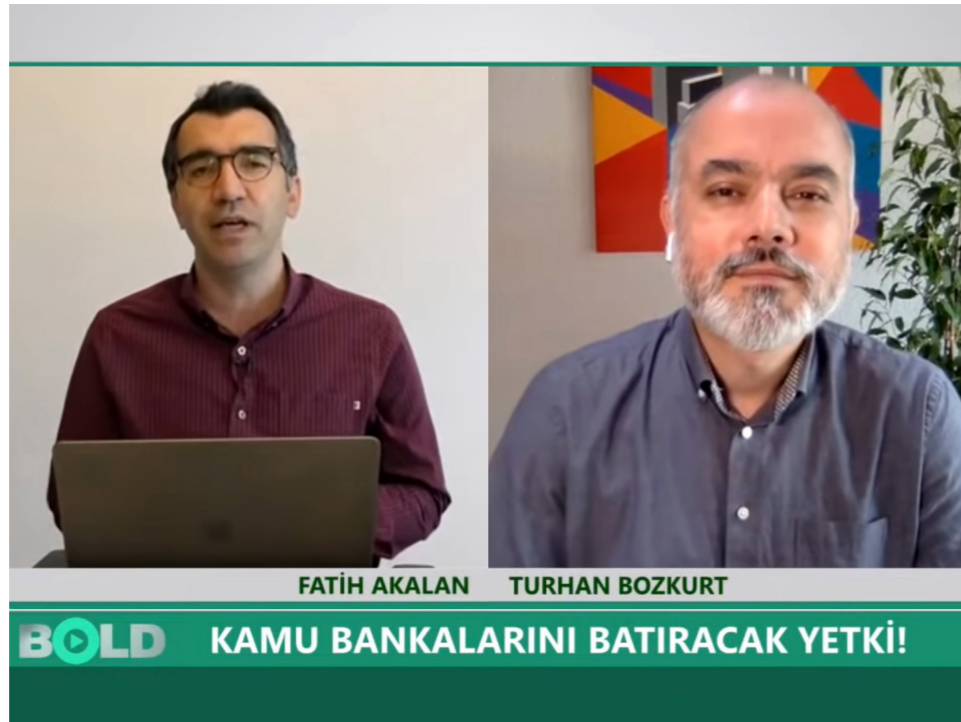 FATİH AKALAN
TURHAN BOZKURT
BOLD
KAMU BANKALARINI BATIRACAK YETKİ!